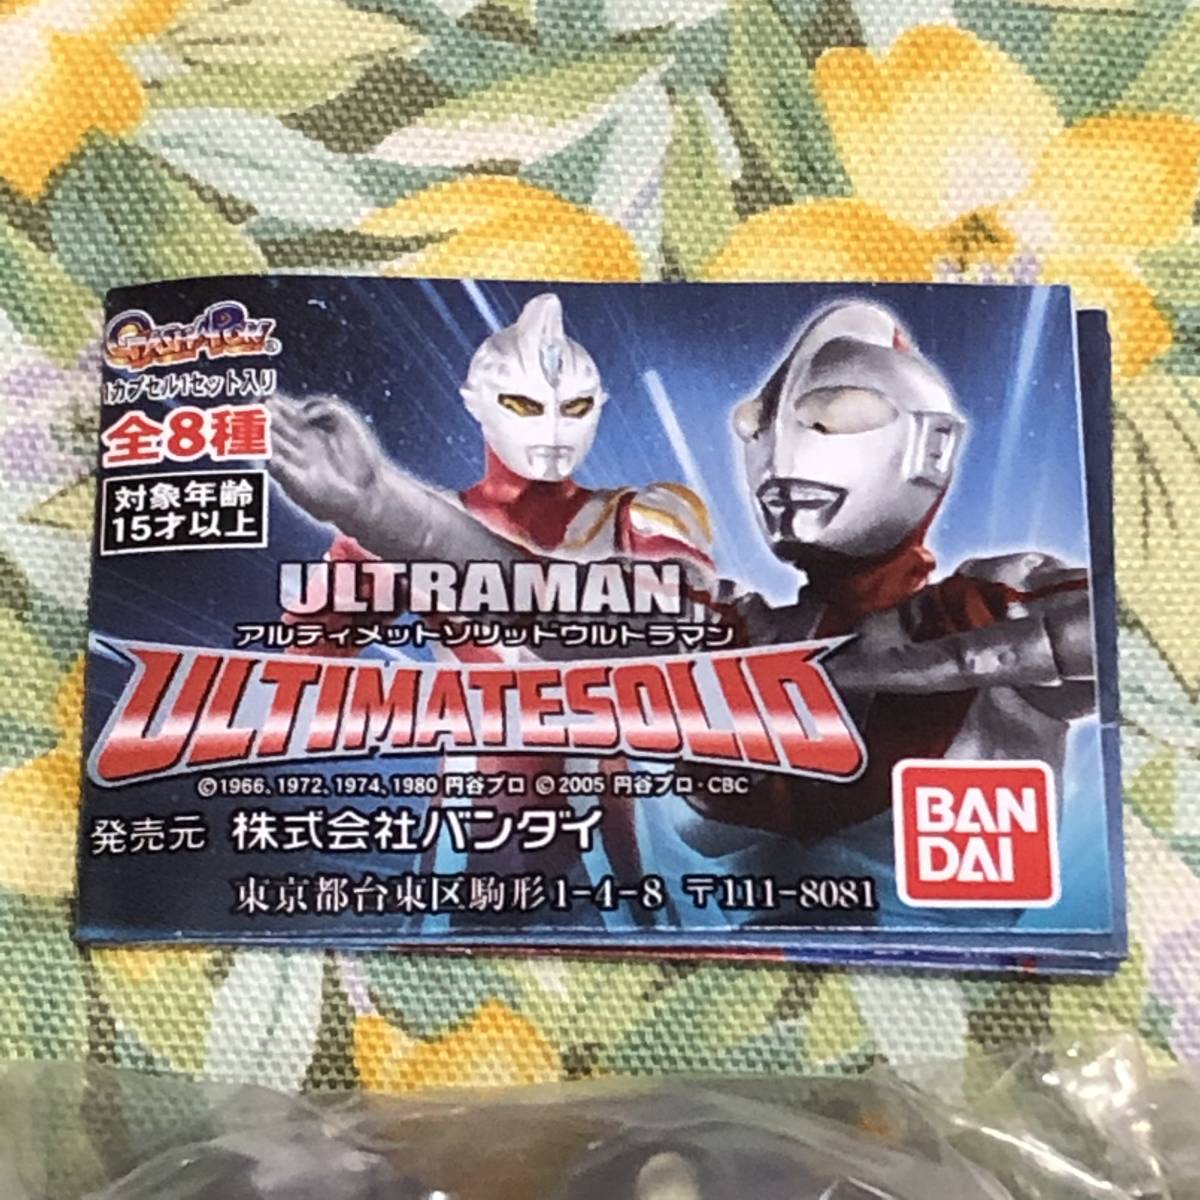 GASHAPON®
1カプセル1セット入り
全8種
対象年齢
15才以上
ULTRAMAN
アルティメットソリッドウルトラマン
ULTIMATESOLID
©1966、1972、1974、1980 円谷プロ ©2005 円谷プロ・CBC
発売元 株式会社バンダイ
東京都台東区駒形1-4-8 〒111-8081
BAN
DAI